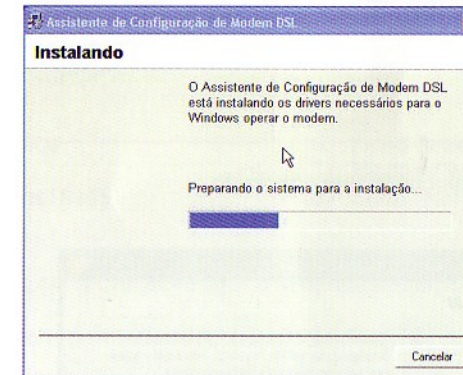 Assistente de Configuração de Modem DSL
Instalando
O Assistente de Configuração de Modem DSL
está instalando os drivers necessários para o
Windows operar o modem.
Preparando o sistema para a instalação...
Cancelar